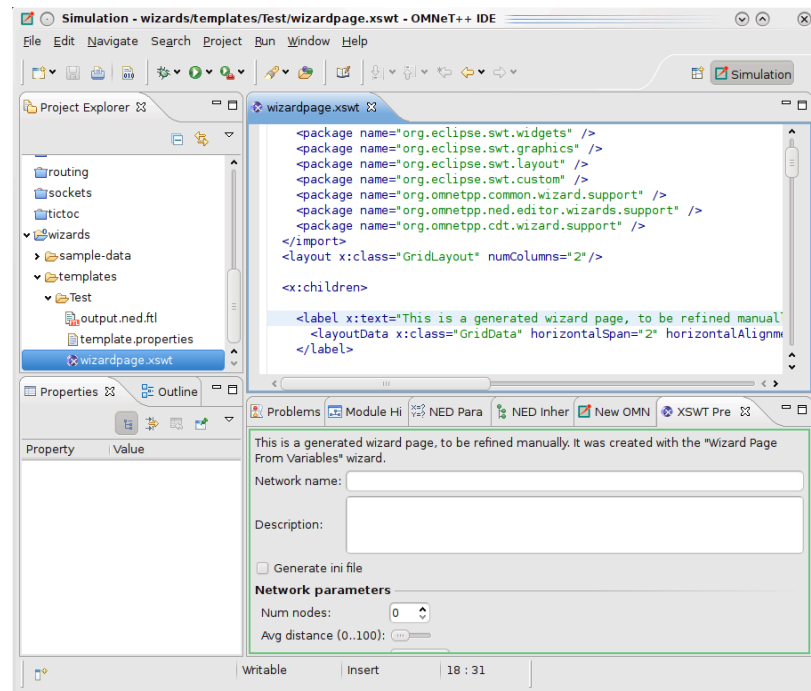 Simulation - wizards/templates/Test/wizardpage.xswt - OMNeT++ IDE
File Edit Navigate Search Project Run Window Help
Simulation
Project Explorer
routing
sockets
tictoc
wizards
sample-data
templates
Test
output.ned.ftl
template.properties
wizardpage.xswt
wizardpage.xswt
<package name="org.eclipse.swt.widgets" />
<package name="org.eclipse.swt.graphics" />
<package name="org.eclipse.swt.layout" />
<package name="org.eclipse.swt.custom" />
<package name="org.omnetpp.common.wizard.support" />
<package name="org.omnetpp.ned.editor.wizards.support" />
<package name="org.omnetpp.cdt.wizard.support" />
</import>
<layout x:class="GridLayout" numColumns="2"/>
<x:children>
<label x:text="This is a generated wizard page, to be refined manual
<layoutData x:class="GridData" horizontalSpan="2" horizontalAlignme
</label>
Properties Outline
Property Value
Problems Module Hi NED Para NED Inher New OMN XSWT Pre
This is a generated wizard page, to be refined manually. It was created with the "Wizard Page
From Variables" wizard.
Network name:
Description:
Generate ini file
Network parameters
Num nodes: 0
Avg distance (0..100):
Writable Insert 18 : 31